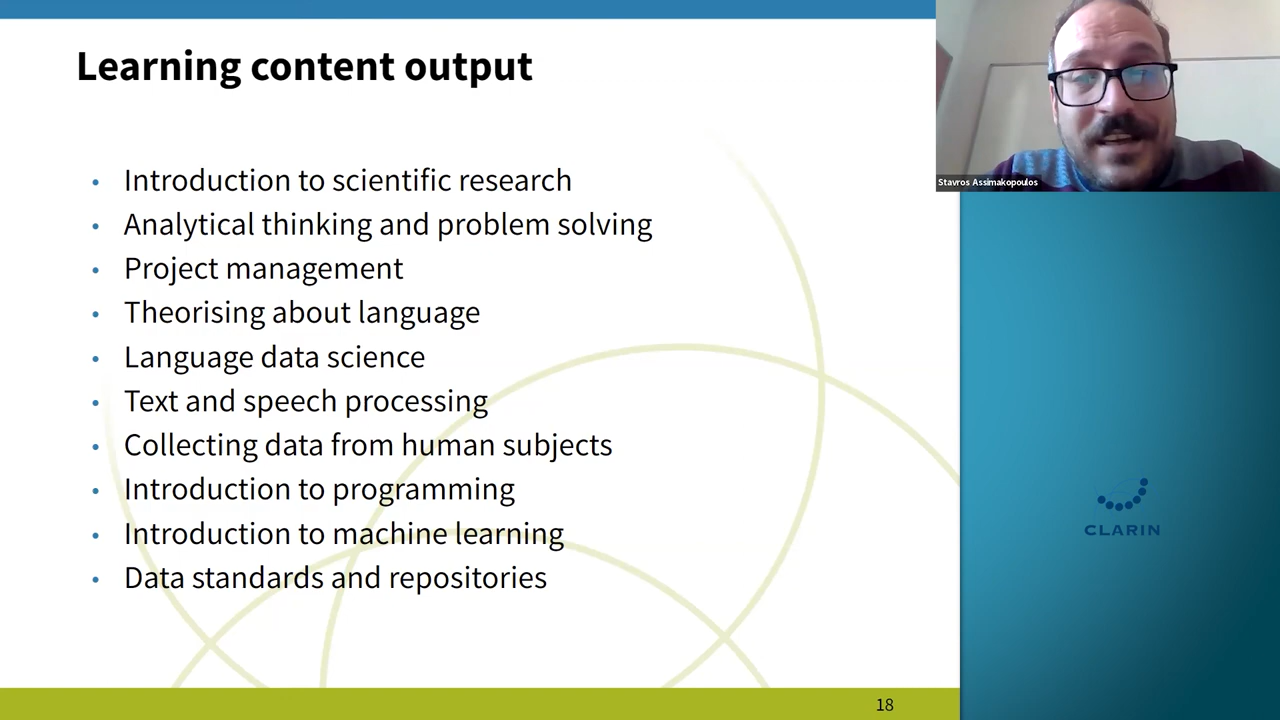 Learning content output
Stavros Assimakopoulos
• Introduction to scientific research
• Analytical thinking and problem solving
• Project management
• Theorising about language
• Language data science
• Text and speech processing
• Collecting data from human subjects
• Introduction to programming
• Introduction to machine learning
• Data standards and repositories
CLARIN
18